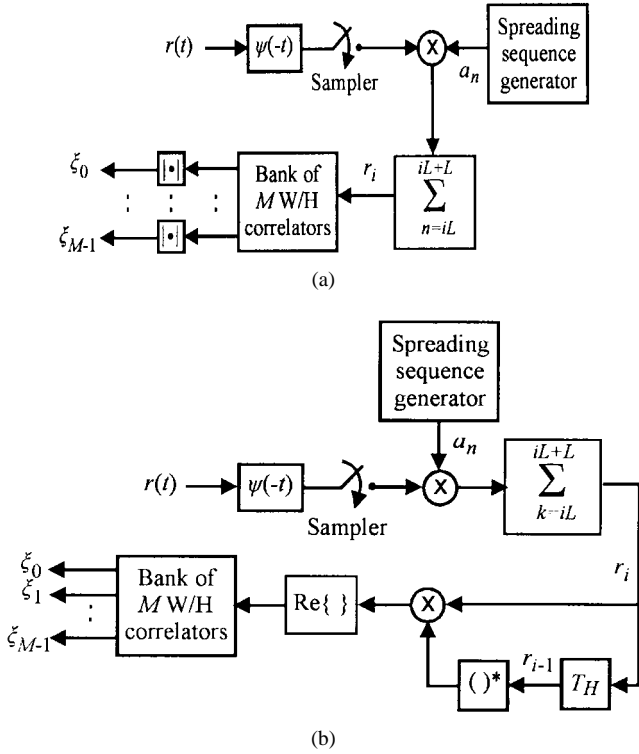 r(t)
ψ(-t)
Sampler
X
a_n
Spreading
sequence
generator
ξ_0
|•|
Bank of
M W/H
correlators
r_i
iL+L
∑
n=iL
ξ_{M-1}
|•|
(a)
Spreading
sequence
generator
a_n
r(t)
ψ(-t)
Sampler
X
iL+L
∑
k=iL
r_i
ξ_0
ξ_1
ξ_{M-1}
Bank of
M W/H
correlators
Re{ }
X
( )*
r_{i-1}
T_H
(b)